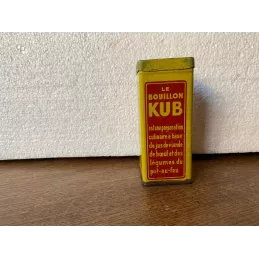 LE
BOUILLON
KUB
est une préparation
culinaire à base
de jus de viande
de bœuf et des
légumes du
pot-au-feu